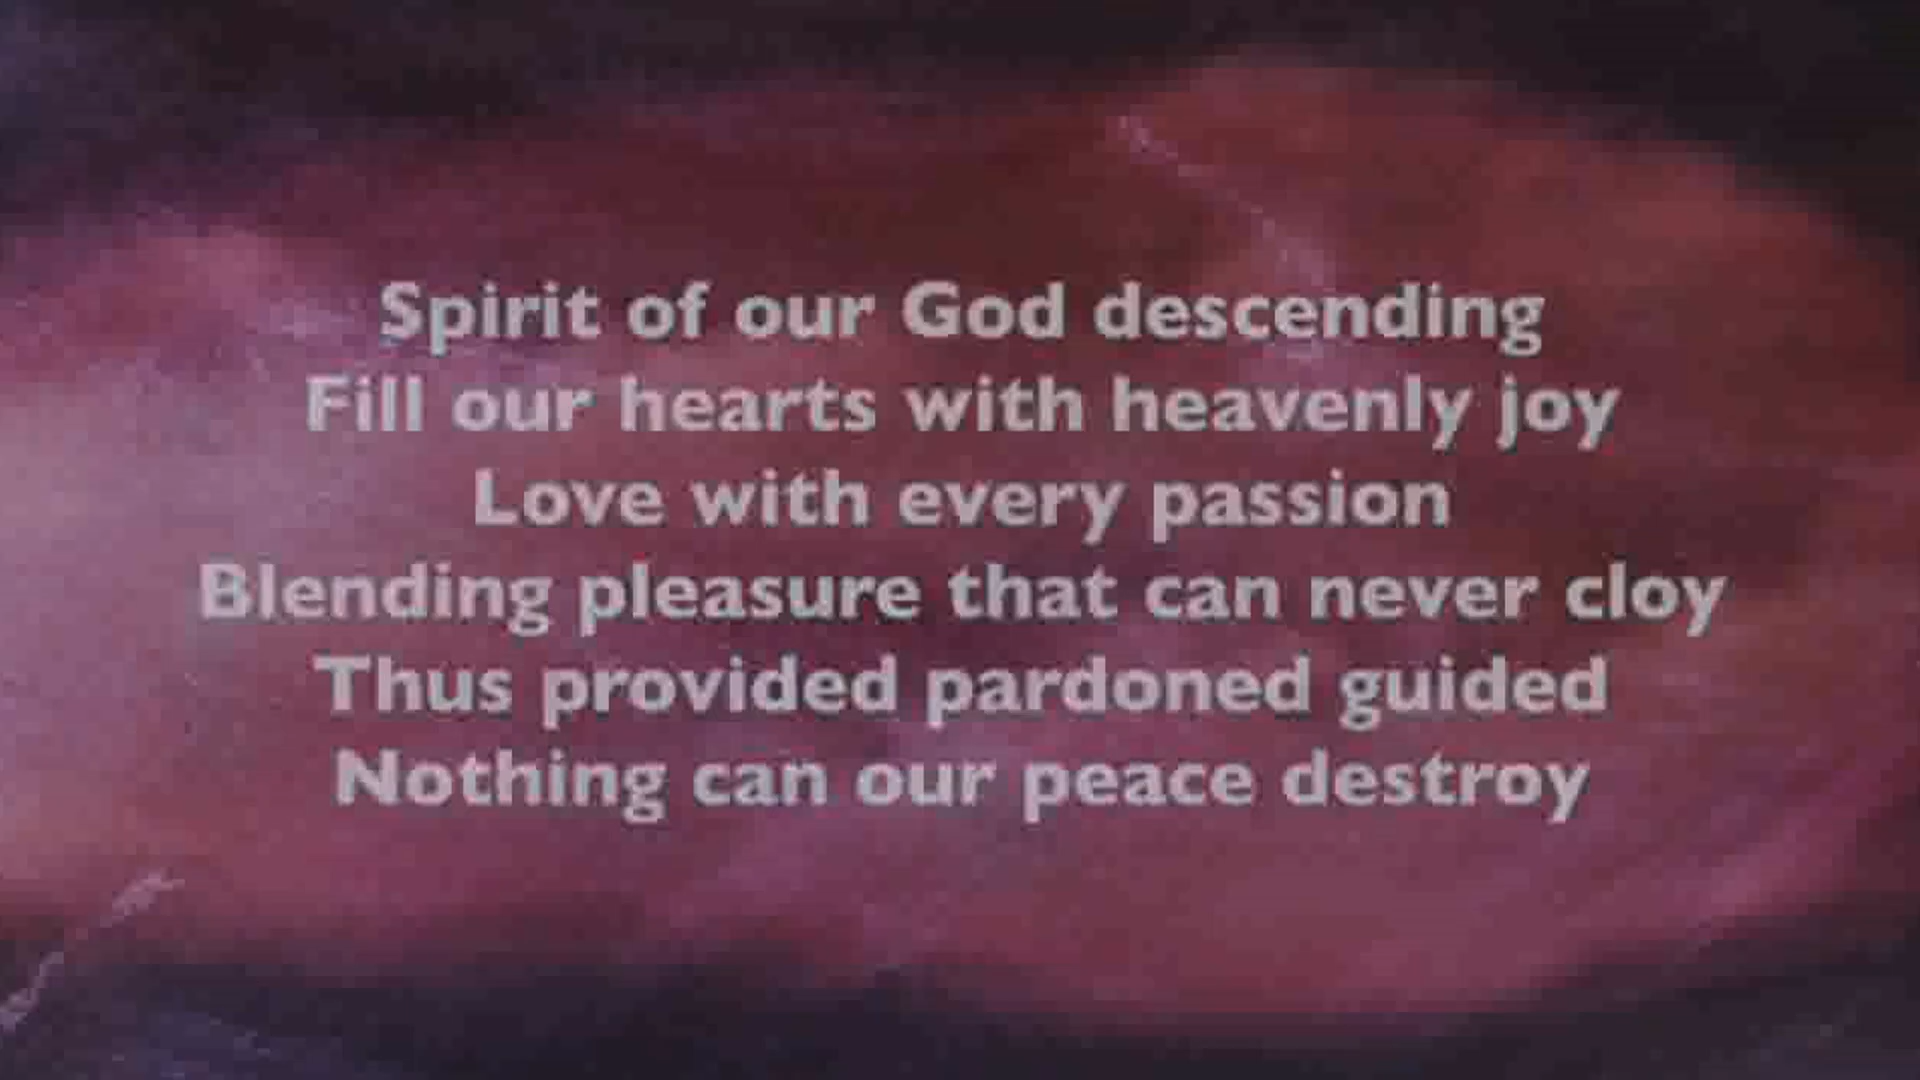 Spirit of our God descending
Fill our hearts with heavenly joy
Love with every passion
Blending pleasure that can never cloy
Thus provided pardoned guided
Nothing can our peace destroy